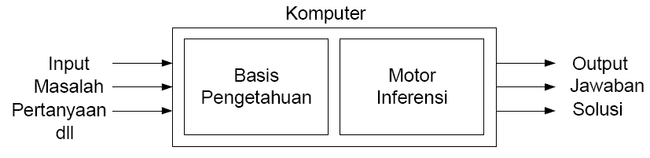 Komputer
Input
Masalah
Pertanyaan
dll
Basis
Pengetahuan
Motor
Inferensi
Output
Jawaban
Solusi